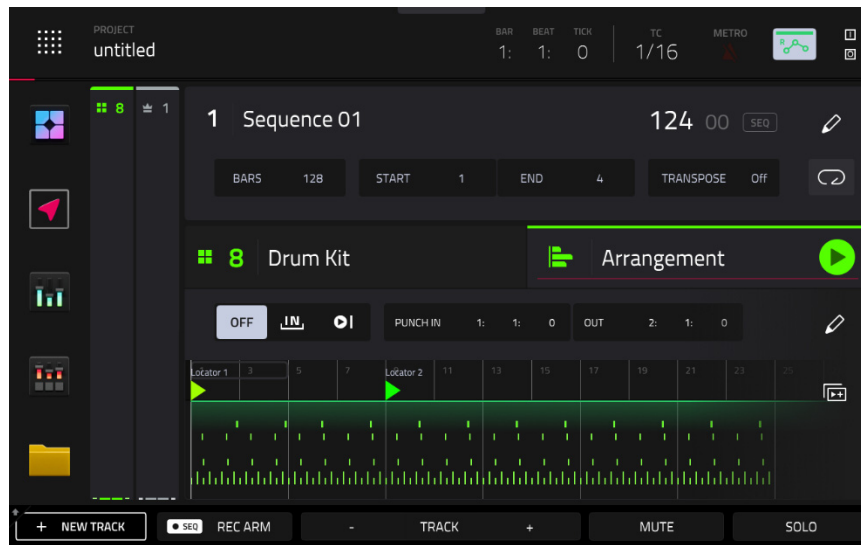 PROJECT
untitled
BAR BEAT TICK
1: 1: 0
TC
1/16
METRO
8 1
1 Sequence 01 124 00 SEQ
BARS 128 START 1 END 4 TRANSPOSE Off
8 Drum Kit Arrangement
OFF IN PUNCH IN 1: 1: 0 OUT 2: 1: 0
Locator 1 3 5 7 Locator 2 11 13 15 17 19 21 23 25
+ NEW TRACK SEQ REC ARM - TRACK + MUTE SOLO